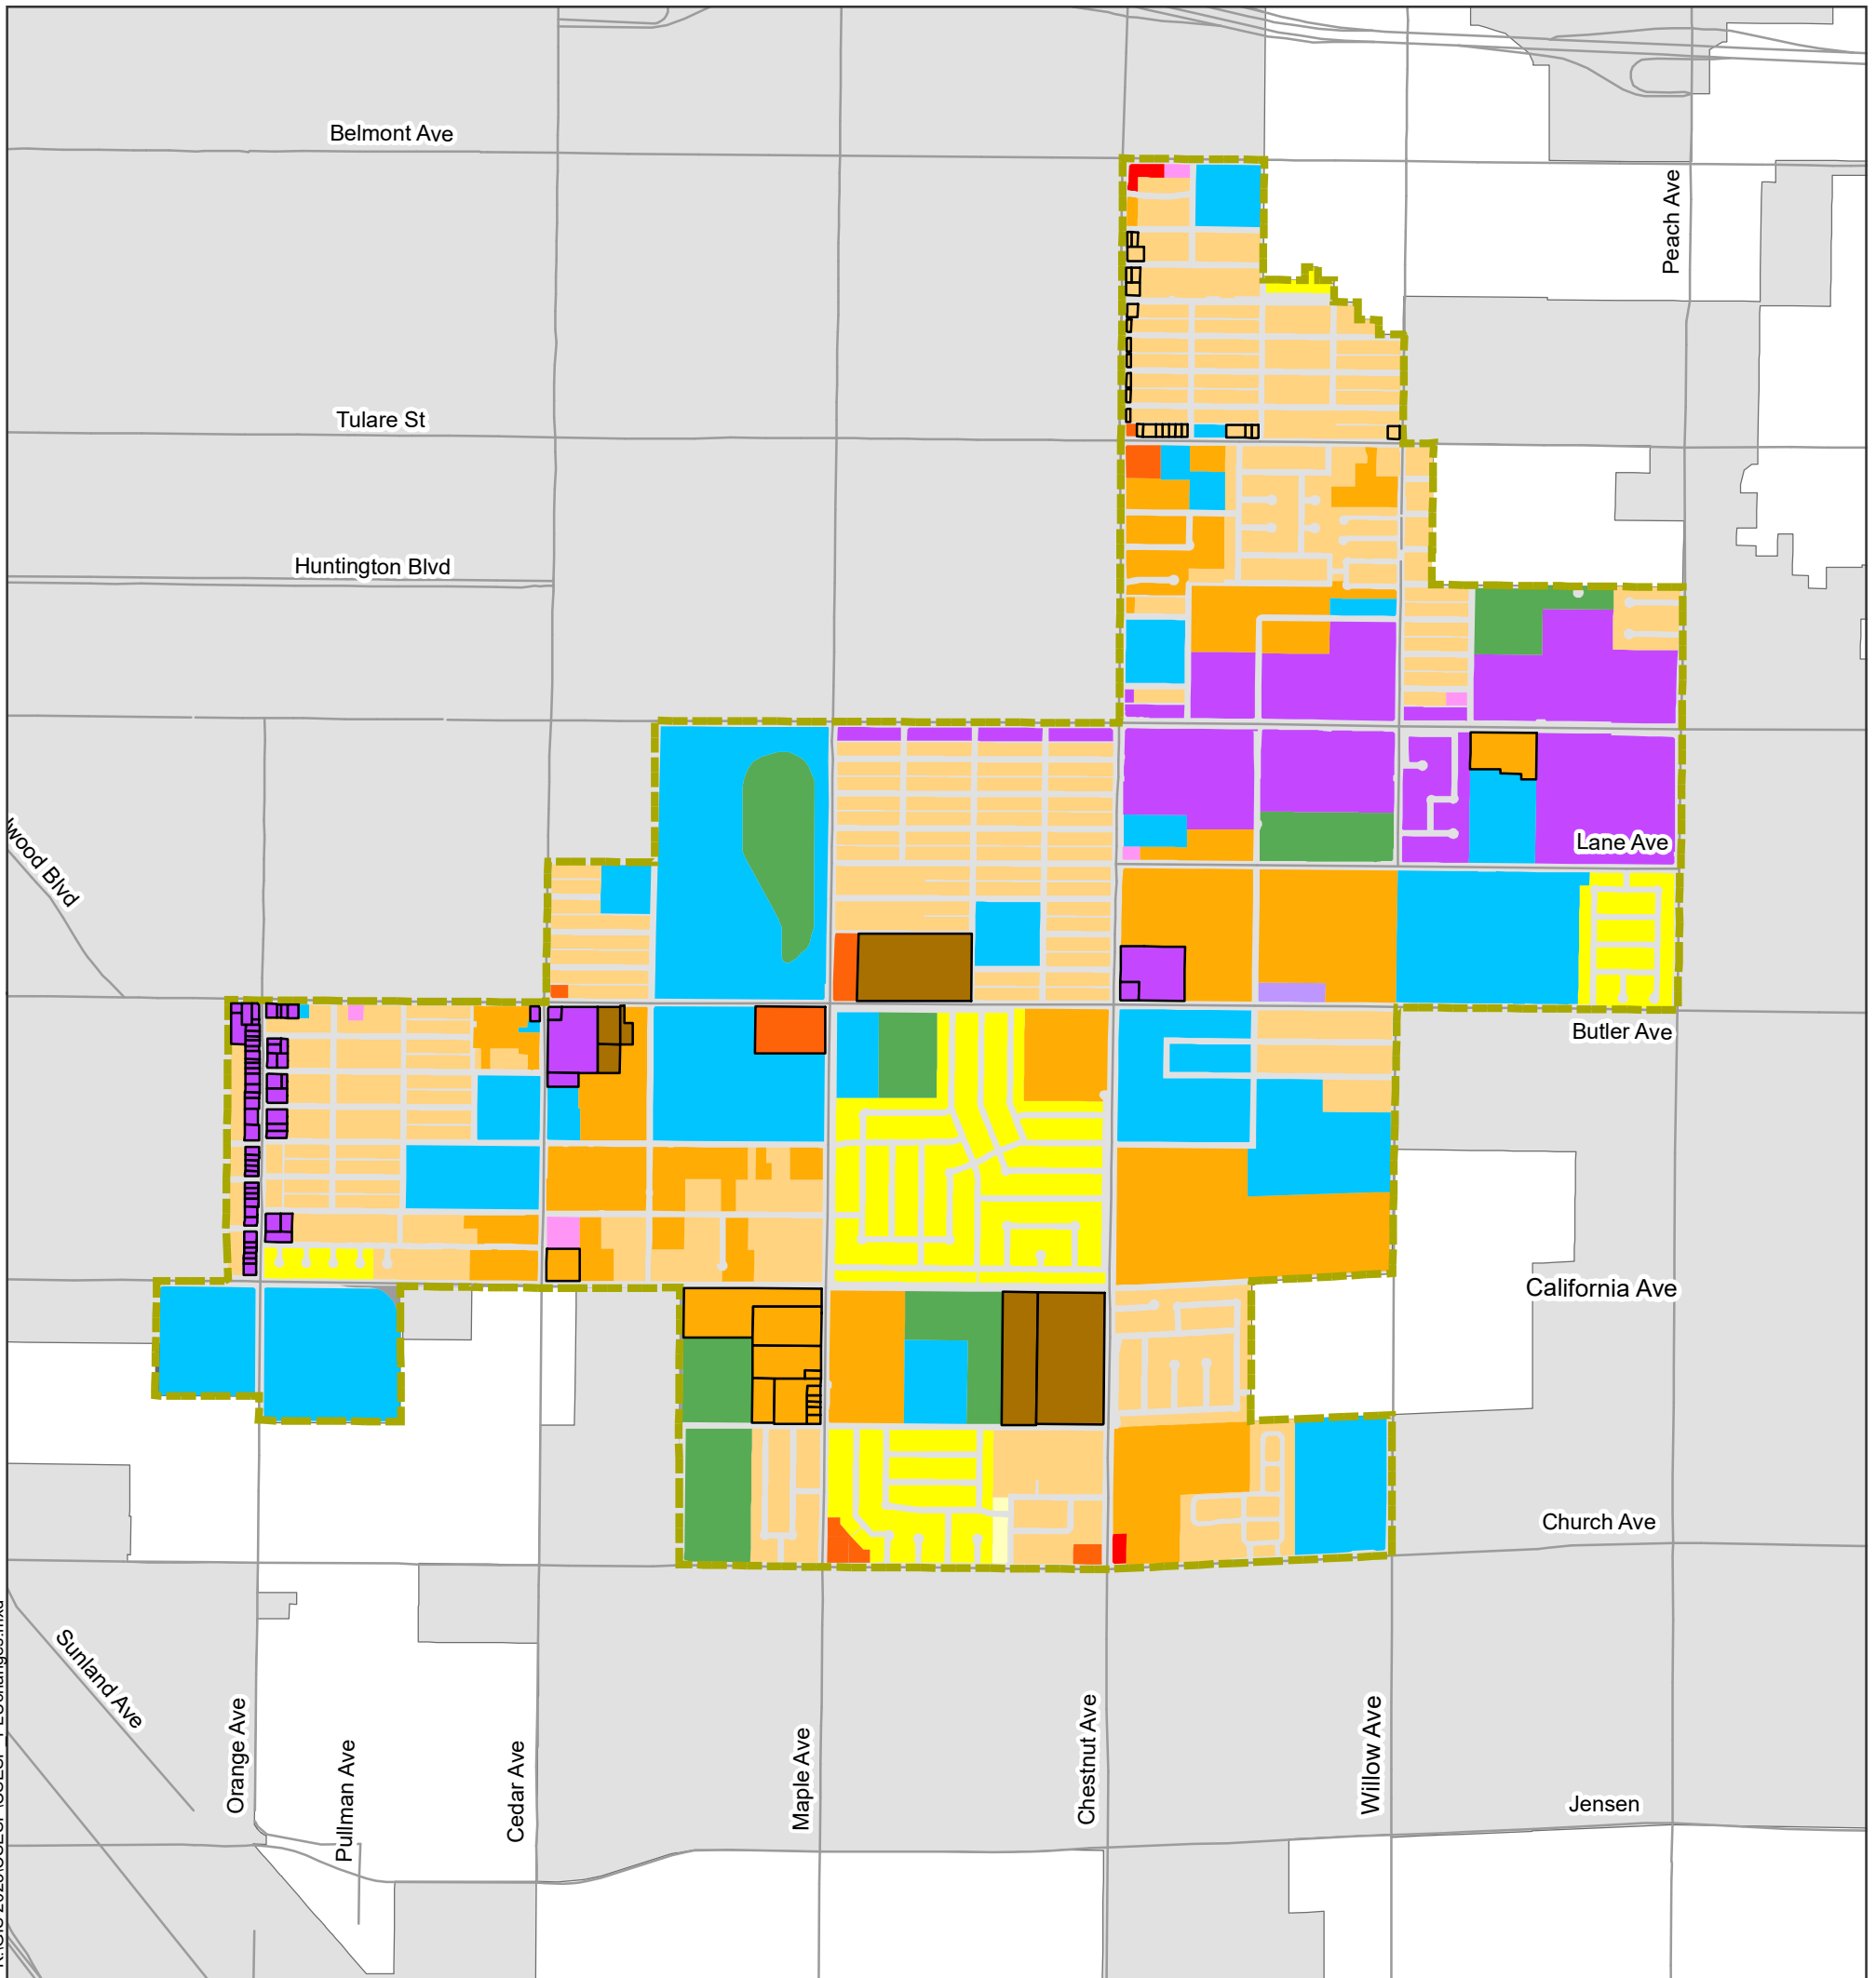 Belmont Ave
Peach Ave
Tulare St
Huntington Blvd
Lane Ave
wood Blvd
Butler Ave
California Ave
Church Ave
Sunland Ave
Orange Ave
Pullman Ave
Cedar Ave
Maple Ave
Chestnut Ave
Willow Ave
Jensen